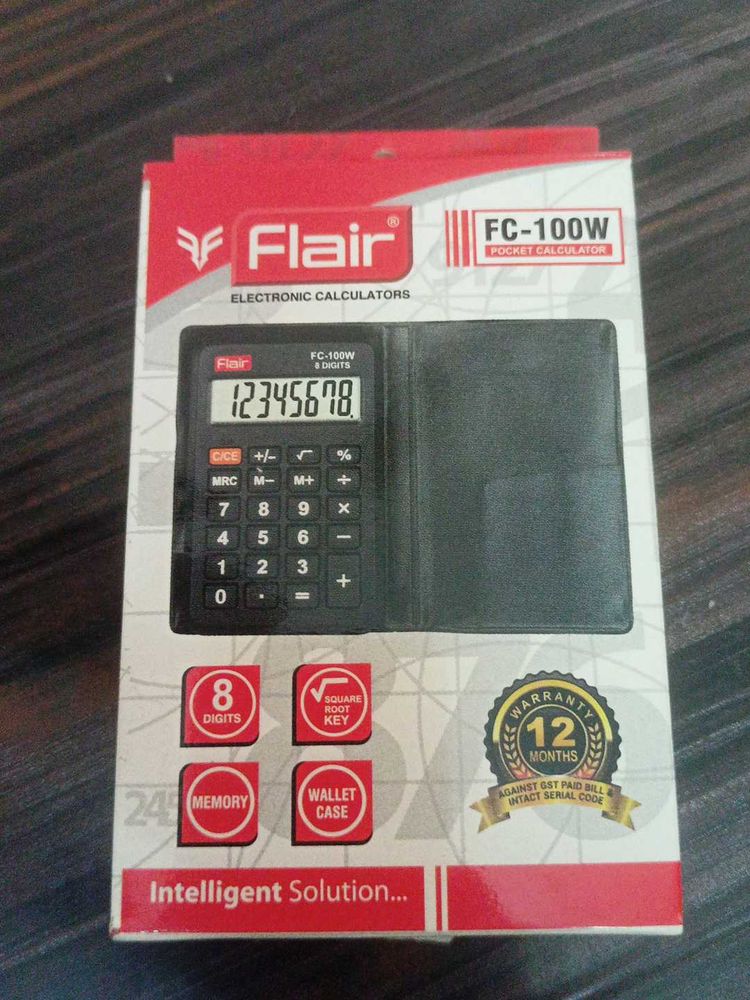 Flair®
ELECTRONIC CALCULATORS
FC-100W
POCKET CALCULATOR
Flair
FC-100W
8 DIGITS
12345678.
C/CE +/− √ %
MRC M− M+ ÷
7 8 9 ×
4 5 6 −
1 2 3 +
0 . =
8
DIGITS
√
SQUARE
ROOT
KEY
MEMORY
WALLET
CASE
WARRANTY
12
MONTHS
AGAINST GST PAID BILL &
INTACT SERIAL CODE
Intelligent Solution...